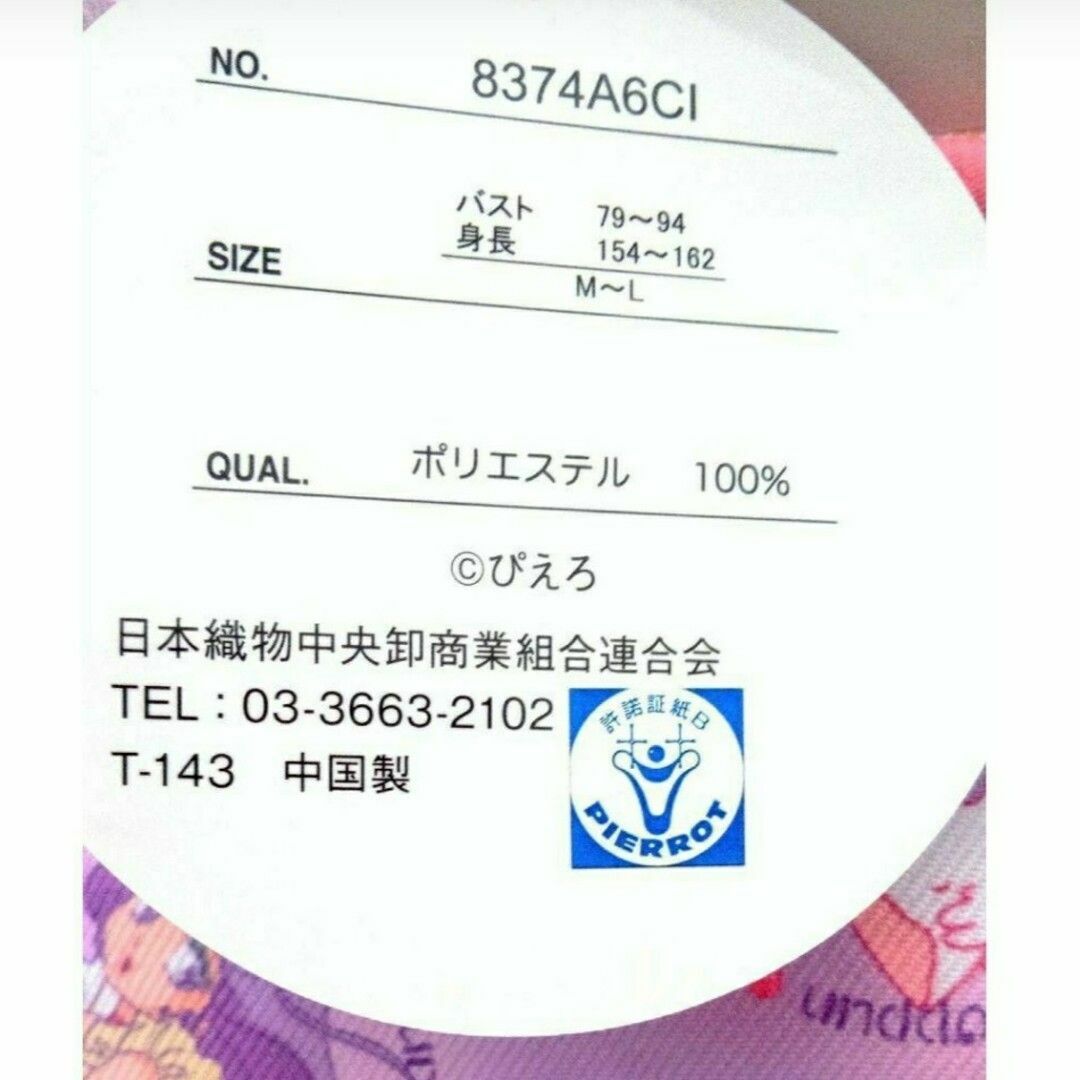 NO. 8374A6CI
バスト 79〜94
身長 154〜162
SIZE
M〜L
QUAL. ポリエステル 100%
©ぴえろ
日本織物中央卸商業組合連合会
TEL：03-3663-2102
T-143 中国製
許諾証紙B
PIERROT